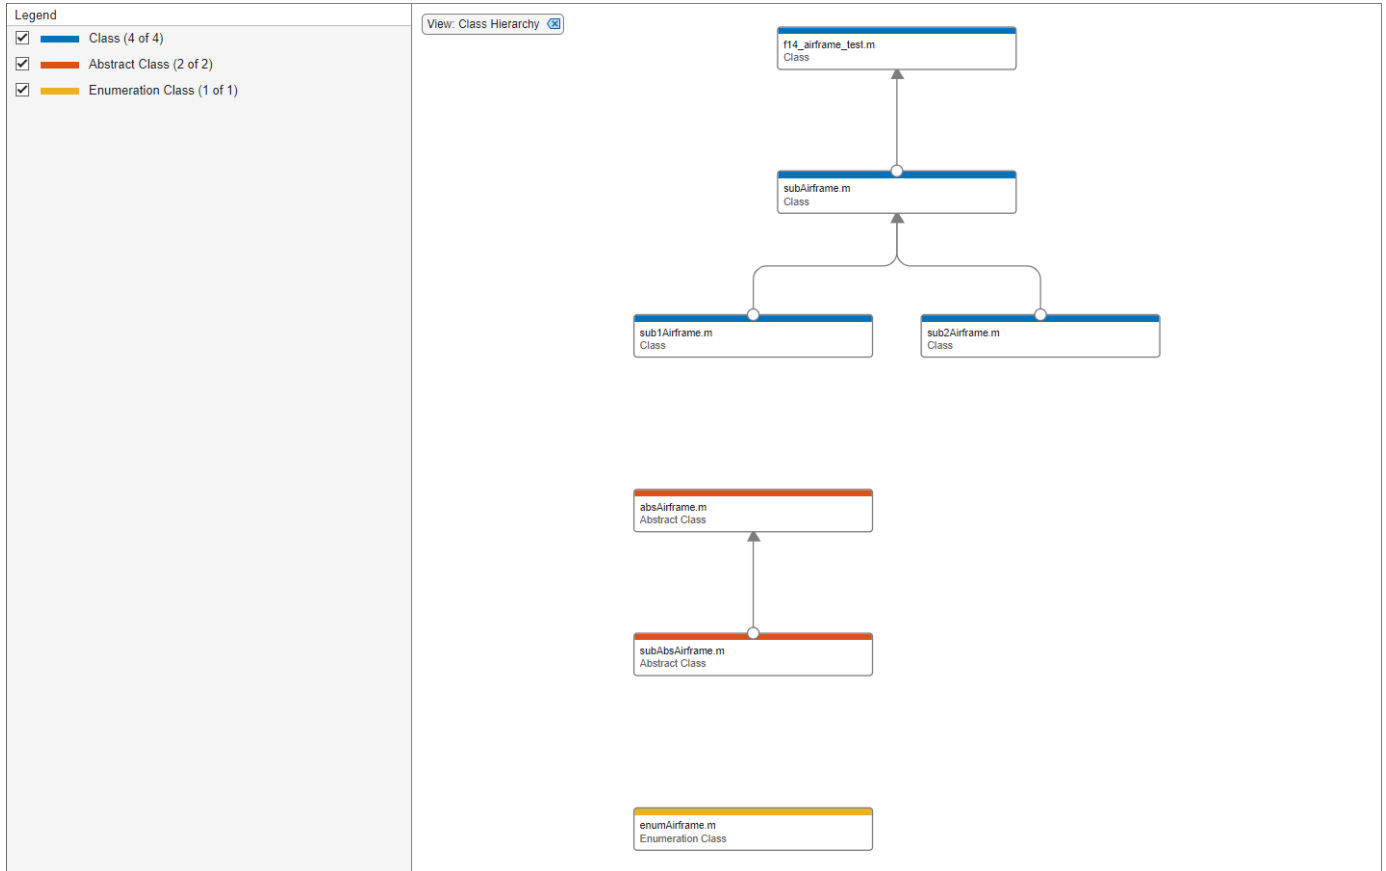 Legend
Class (4 of 4)
Abstract Class (2 of 2)
Enumeration Class (1 of 1)
View: Class Hierarchy
f14_airframe_test.m
Class
subAirframe.m
Class
sub1Airframe.m
Class
sub2Airframe.m
Class
absAirframe.m
Abstract Class
subAbsAirframe.m
Abstract Class
enumAirframe.m
Enumeration Class